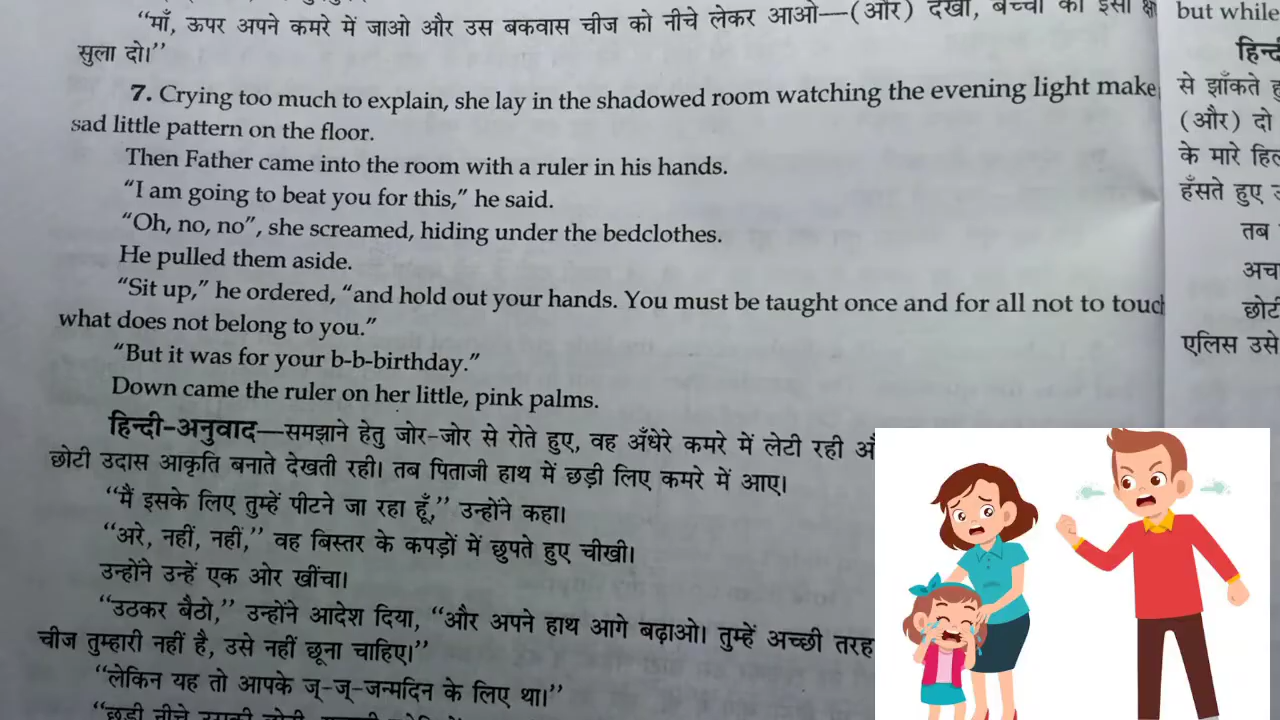 “माँ, ऊपर अपने कमरे में जाओ और उस बकवास चीज को नीचे लेकर आओ—(और) देखो, बच्चों को इसी
सुला दो।”
7. Crying too much to explain, she lay in the shadowed room watching the evening light make
sad little pattern on the floor.
Then Father came into the room with a ruler in his hands.
“I am going to beat you for this,” he said.
“Oh, no, no”, she screamed, hiding under the bedclothes.
He pulled them aside.
“Sit up,” he ordered, “and hold out your hands. You must be taught once and for all not to touch
what does not belong to you.”
“But it was for your b-b-birthday.”
Down came the ruler on her little, pink palms.
हिन्दी-अनुवाद—समझाने हेतु जोर-जोर से रोते हुए, वह अँधेरे कमरे में लेटी रही
छोटी उदास आकृति बनाते देखती रही। तब पिताजी हाथ में छड़ी लिए कमरे में आए।
“मैं इसके लिए तुम्हें पीटने जा रहा हूँ,” उन्होंने कहा।
“अरे, नहीं, नहीं,” वह बिस्तर के कपड़ों में छुपते हुए चीखी।
उन्होंने उन्हें एक ओर खींचा।
“उठकर बैठो,” उन्होंने आदेश दिया, “और अपने हाथ आगे बढ़ाओ। तुम्हें अच्छी तरह
चीज तुम्हारी नहीं है, उसे नहीं छूना चाहिए।”
“लेकिन यह तो आपके ज्-ज्-जन्मदिन के लिए था।”
but while
से झाँकते
(और) दो
के मारे
हँसते हुए
तब
एलिस उसे